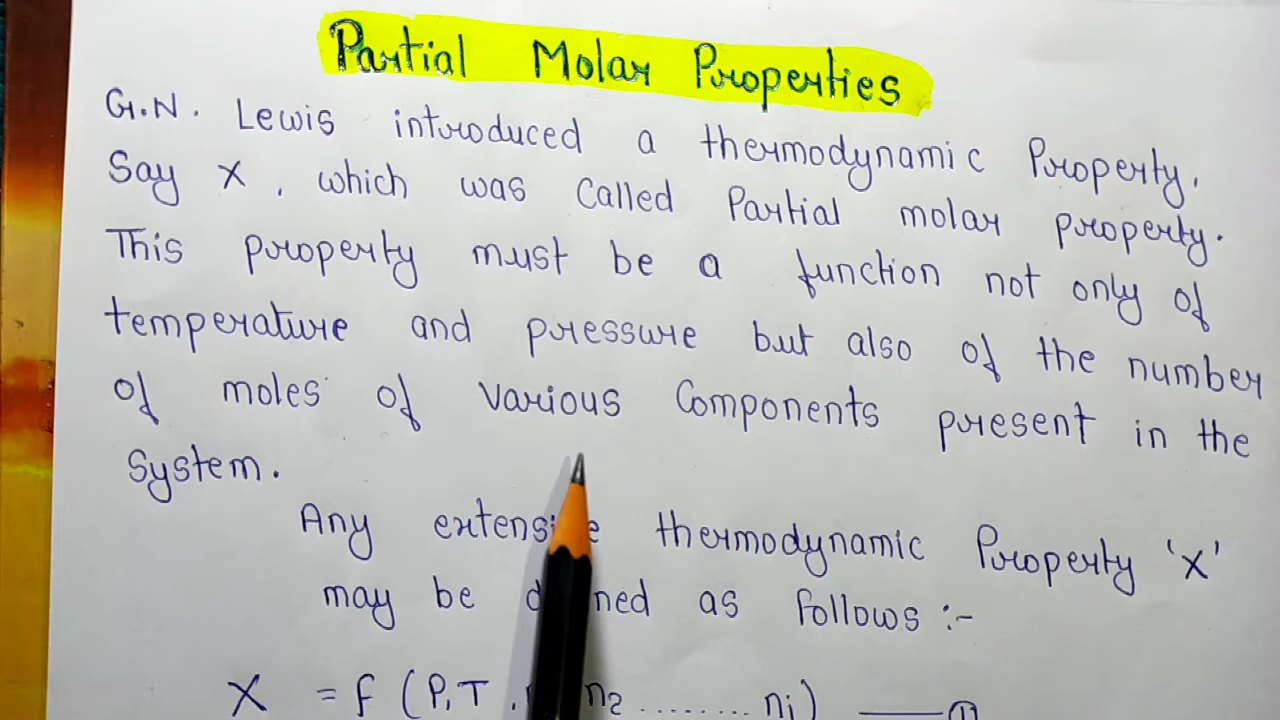 Partial Molar Properties
G.N. Lewis introduced a thermodynamic Property,
Say X, which was Called Partial molar property.
This property must be a function not only of
temperature and pressure but also of the number
of moles of various Components present in the
System.
Any thermodynamic Property 'X'
may be as follows :-
X = f (P, T, n2 ........ ni)